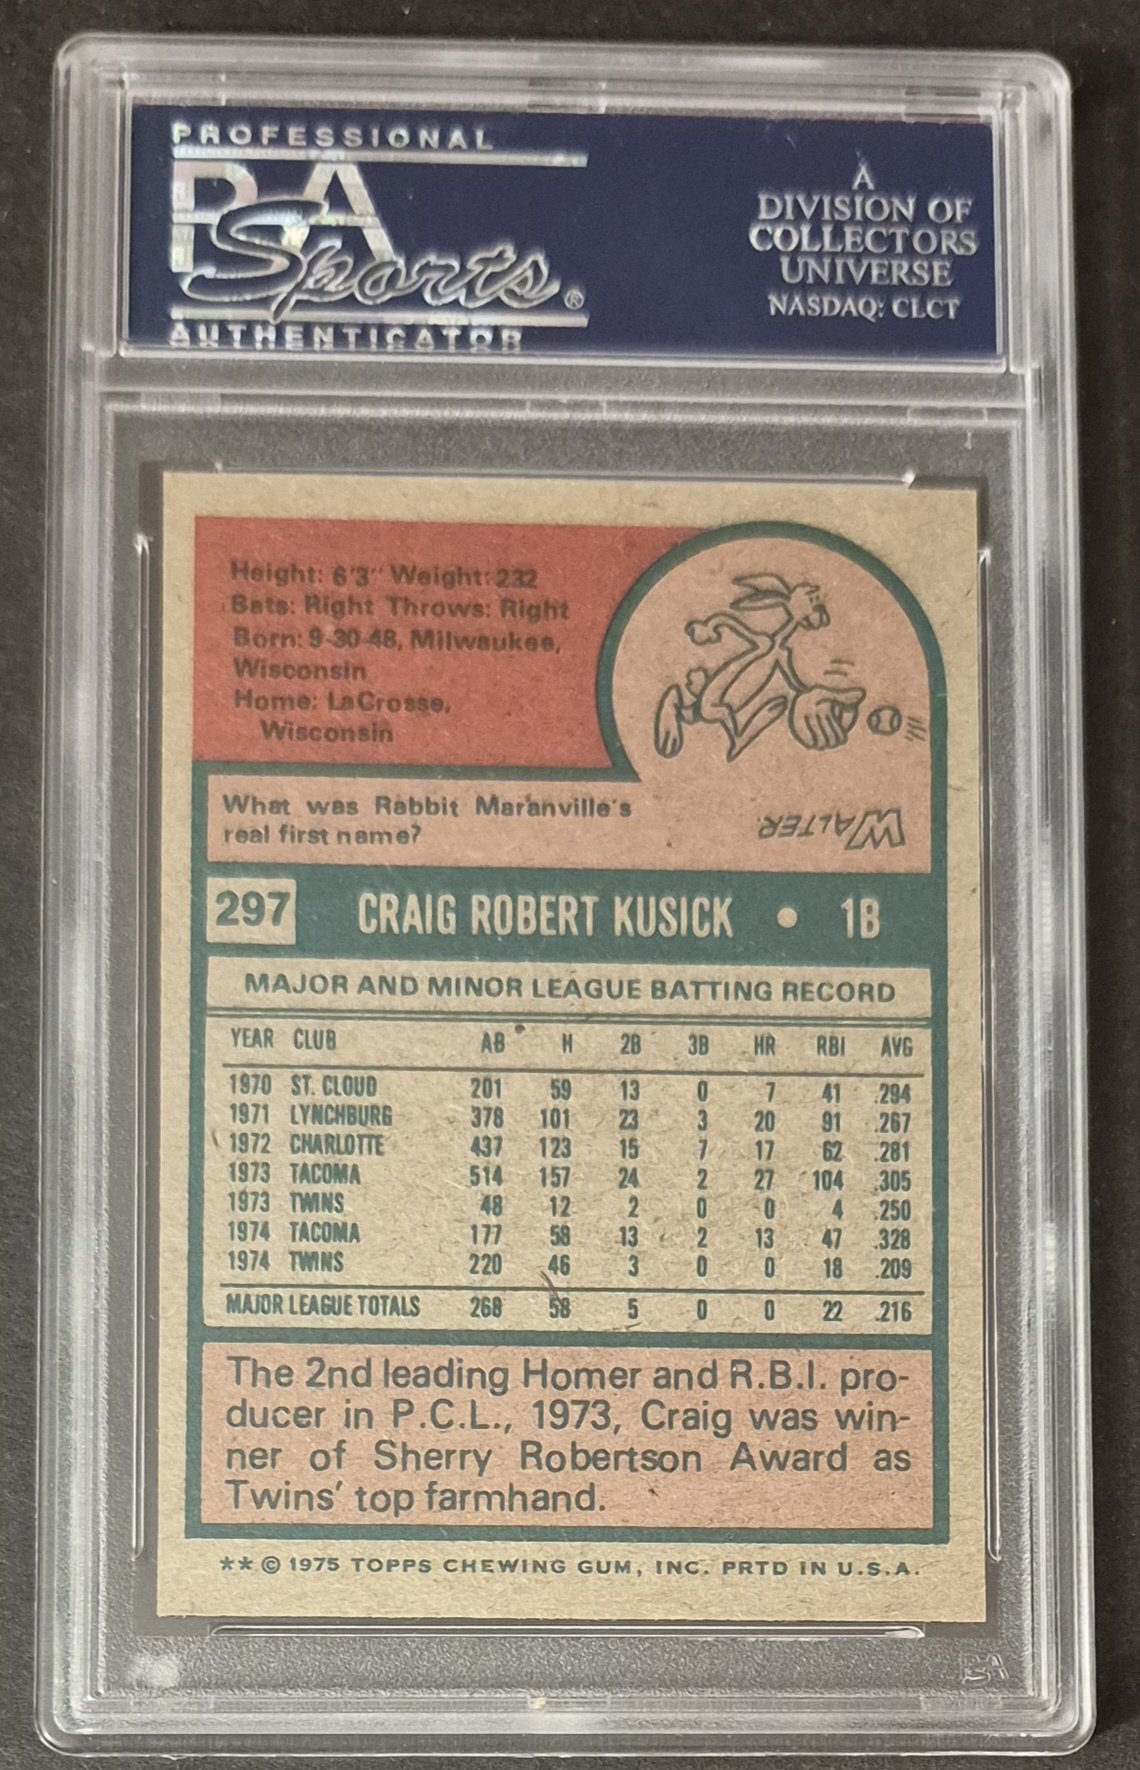 PROFESSIONAL
PSA
Sports®
AUTHENTICATOR
A
DIVISION OF
COLLECTORS
UNIVERSE
NASDAQ: CLCT
Height: 6'3" Weight: 232
Bats: Right Throws: Right
Born: 9-30-48, Milwaukee,
Wisconsin
Home: LaCrosse,
Wisconsin
What was Rabbit Maranville's
real first name?
WALTER.
297 CRAIG ROBERT KUSICK • 1B
MAJOR AND MINOR LEAGUE BATTING RECORD
YEAR CLUB AB H 2B 3B HR RBI AVG
1970 ST. CLOUD 201 59 13 0 7 41 .294
1971 LYNCHBURG 378 101 23 3 20 91 .267
1972 CHARLOTTE 437 123 15 7 17 62 .281
1973 TACOMA 514 157 24 2 27 104 .305
1973 TWINS 48 12 2 0 0 4 .250
1974 TACOMA 177 58 13 2 13 47 .328
1974 TWINS 220 46 3 0 0 18 .209
MAJOR LEAGUE TOTALS 268 58 5 0 0 22 .216
The 2nd leading Homer and R.B.I. pro-
ducer in P.C.L., 1973, Craig was win-
ner of Sherry Robertson Award as
Twins' top farmhand.
** © 1975 TOPPS CHEWING GUM, INC. PRTD IN U.S.A.
PSA